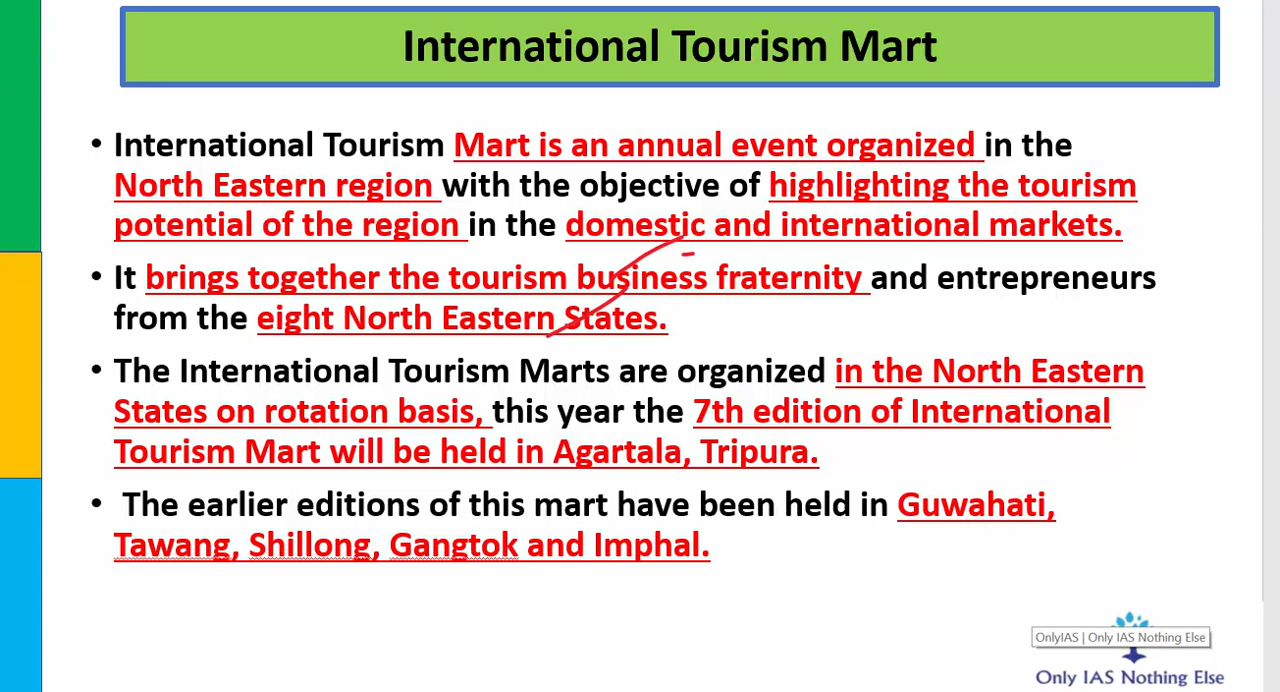 International Tourism Mart
• International Tourism Mart is an annual event organized in the
North Eastern region with the objective of highlighting the tourism
potential of the region in the domestic and international markets.
• It brings together the tourism business fraternity and entrepreneurs
from the eight North Eastern States.
• The International Tourism Marts are organized in the North Eastern
States on rotation basis, this year the 7th edition of International
Tourism Mart will be held in Agartala, Tripura.
• The earlier editions of this mart have been held in Guwahati,
Tawang, Shillong, Gangtok and Imphal.
OnlyIAS | Only IAS Nothing Else
Only IAS Nothing Else